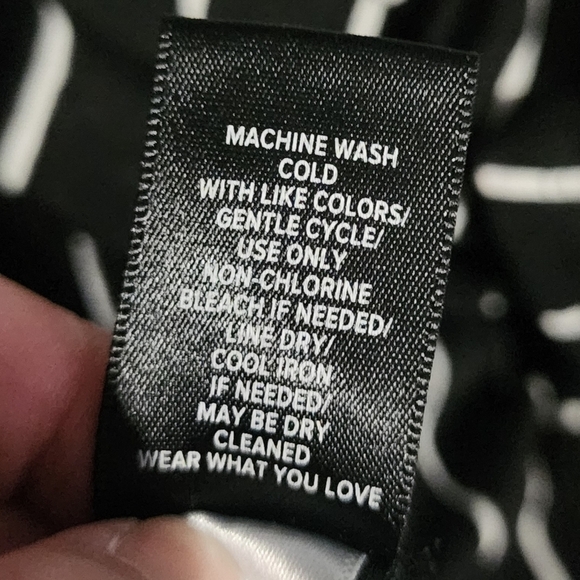 MACHINE WASH
COLD
WITH LIKE COLORS/
GENTLE CYCLE/
USE ONLY
NON-CHLORINE
BLEACH IF NEEDED/
LINE DRY/
COOL IRON
IF NEEDED/
MAY BE DRY
CLEANED
WEAR WHAT YOU LOVE